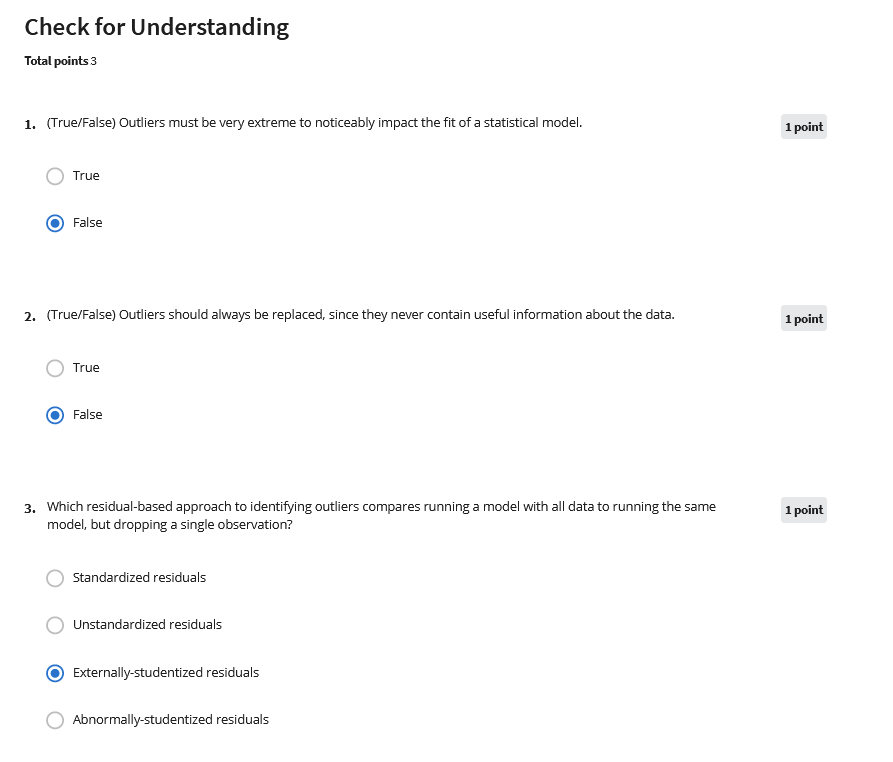 Check for Understanding
Total points 3
1. (True/False) Outliers must be very extreme to noticeably impact the fit of a statistical model.
1 point
True
False
2. (True/False) Outliers should always be replaced, since they never contain useful information about the data.
1 point
True
False
3. Which residual-based approach to identifying outliers compares running a model with all data to running the same
model, but dropping a single observation?
1 point
Standardized residuals
Unstandardized residuals
Externally-studentized residuals
Abnormally-studentized residuals